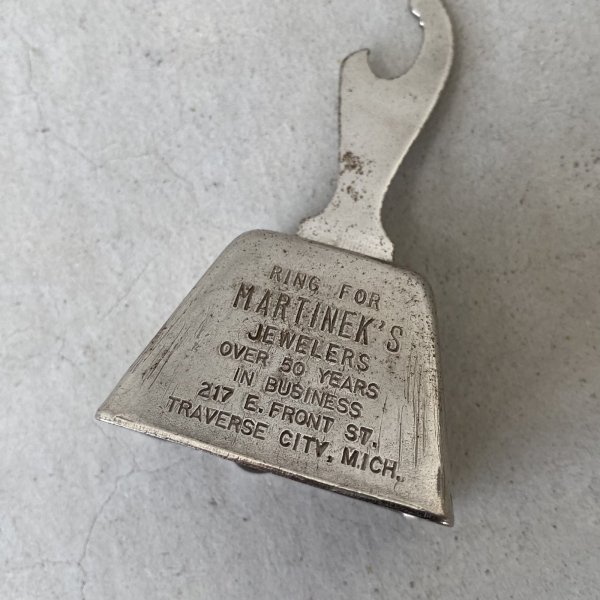 RING FOR
MARTINEK'S
JEWELERS
OVER 50 YEARS
IN BUSINESS
217 E. FRONT ST.
TRAVERSE CITY, MICH.